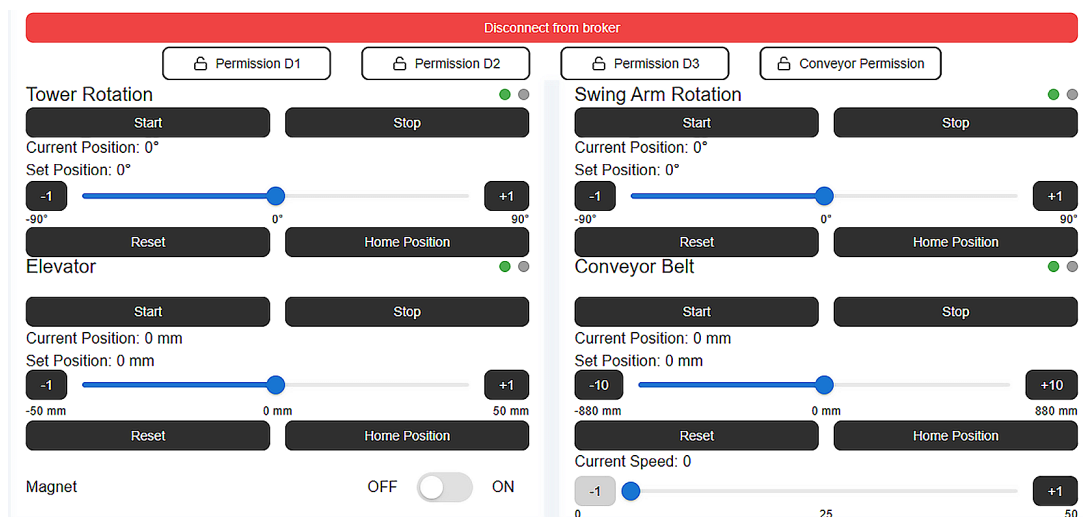 Disconnect from broker
Permission D1 Permission D2 Permission D3 Conveyor Permission
Tower Rotation
Start Stop
Current Position: 0°
Set Position: 0°
-1 +1
-90° 0° 90°
Reset Home Position
Elevator
Start Stop
Current Position: 0 mm
Set Position: 0 mm
-1 +1
-50 mm 0 mm 50 mm
Reset Home Position
Magnet OFF ON
Swing Arm Rotation
Start Stop
Current Position: 0°
Set Position: 0°
-1 +1
-90° 0° 90°
Reset Home Position
Conveyor Belt
Start Stop
Current Position: 0 mm
Set Position: 0 mm
-10 +10
-880 mm 0 mm 880 mm
Reset Home Position
Current Speed: 0
-1 +1
0 25 50